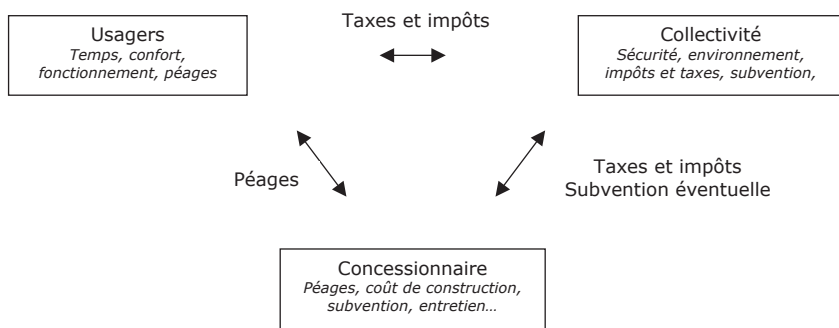 Taxes et impôts
Usagers
Temps, confort,
fonctionnement, péages
Collectivité
Sécurité, environnement,
impôts et taxes, subvention,
Péages
Taxes et impôts
Subvention éventuelle
Concessionnaire
Péages, coût de construction,
subvention, entretien…